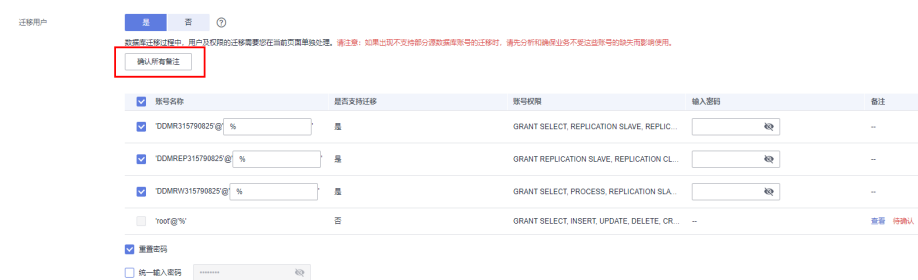 迁移用户 是 否 ?
数据库迁移过程中，用户及权限的迁移需要您在当前页面单独处理。请注意：如果出现不支持部分源数据库账号的迁移时，请先分析和确保业务不受这些账号的缺失而影响使用。
确认所有备注
账号名称 是否支持迁移 账号权限 输入密码 备注
'DDMR315790825'@' % ' 是 GRANT SELECT, REPLICATION SLAVE, REPLIC... --
'DDMREP315790825'@' % ' 是 GRANT REPLICATION SLAVE, REPLICATION CL... --
'DDMRW315790825'@' % ' 是 GRANT SELECT, PROCESS, REPLICATION SLA... --
'root'@'%' 否 GRANT SELECT, INSERT, UPDATE, DELETE, CR... -- 查看 待确认
重置密码
统一输入密码 ········